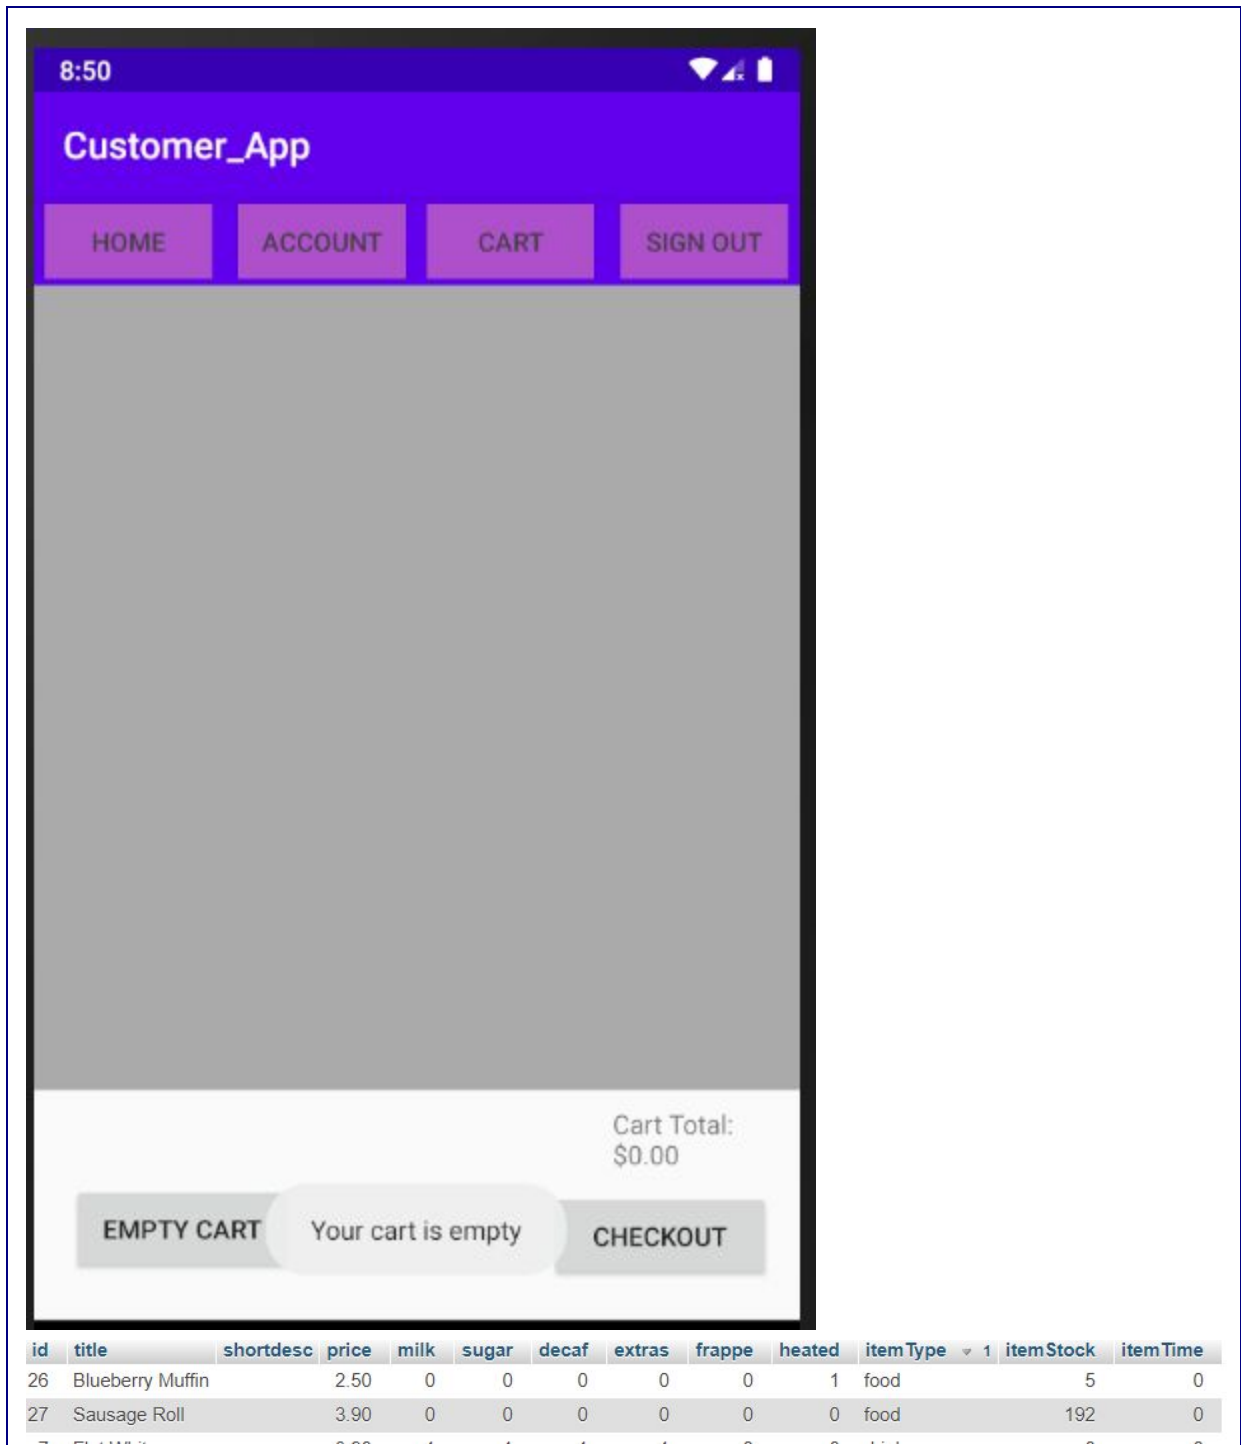 8:50
Customer_App
HOME ACCOUNT CART SIGN OUT
Cart Total:
$0.00
EMPTY CART Your cart is empty CHECKOUT
id title shortdesc price milk sugar decaf extras frappe heated itemType 1 itemStock itemTime
26 Blueberry Muffin 2.50 0 0 0 0 0 1 food 5 0
27 Sausage Roll 3.90 0 0 0 0 0 0 food 192 0